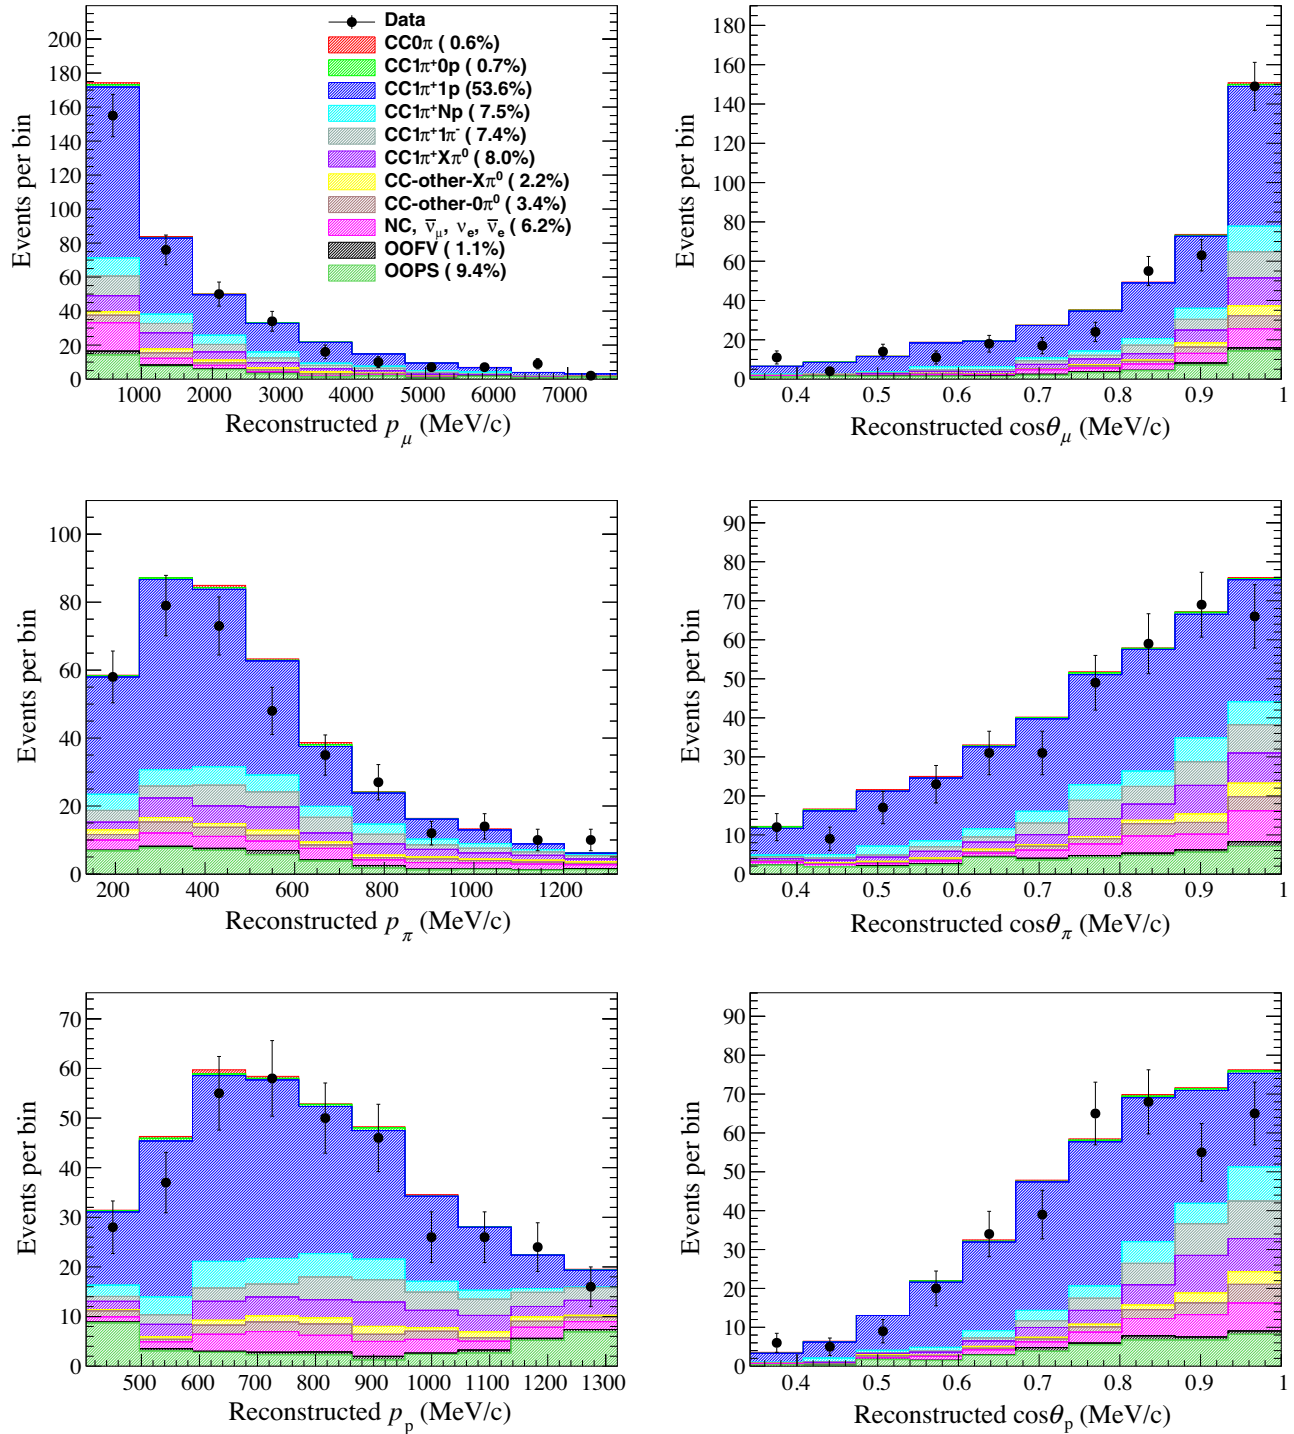 Events per bin
200
180
160
140
120
100
80
60
40
20
0
1000 2000 3000 4000 5000 6000 7000
Reconstructed p_μ (MeV/c)
Data
CC0π ( 0.6%)
CC1π⁺0p ( 0.7%)
CC1π⁺1p (53.6%)
CC1π⁺Np ( 7.5%)
CC1π⁺1π⁻ ( 7.4%)
CC1π⁺Xπ⁰ ( 8.0%)
CC-other-Xπ⁰ ( 2.2%)
CC-other-0π⁰ ( 3.4%)
NC, ν̄_μ, ν_e, ν̄_e ( 6.2%)
OOFV ( 1.1%)
OOPS ( 9.4%)
Events per bin
180
160
140
120
100
80
60
40
20
0
0.4 0.5 0.6 0.7 0.8 0.9 1
Reconstructed cosθ_μ (MeV/c)
Events per bin
100
80
60
40
20
0
200 400 600 800 1000 1200
Reconstructed p_π (MeV/c)
Events per bin
90
80
70
60
50
40
30
20
10
0
0.4 0.5 0.6 0.7 0.8 0.9 1
Reconstructed cosθ_π (MeV/c)
Events per bin
70
60
50
40
30
20
10
0
500 600 700 800 900 1000 1100 1200 1300
Reconstructed p_p (MeV/c)
Events per bin
90
80
70
60
50
40
30
20
10
0
0.4 0.5 0.6 0.7 0.8 0.9 1
Reconstructed cosθ_p (MeV/c)